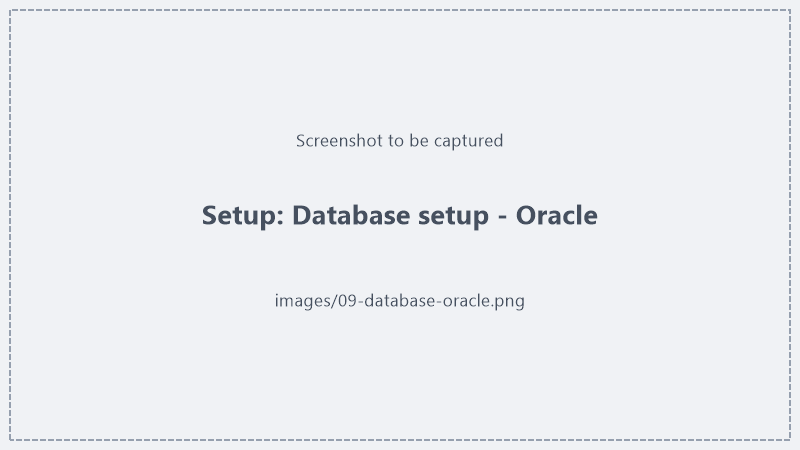 Screenshot to be captured
Setup: Database setup - Oracle
images/09-database-oracle.png